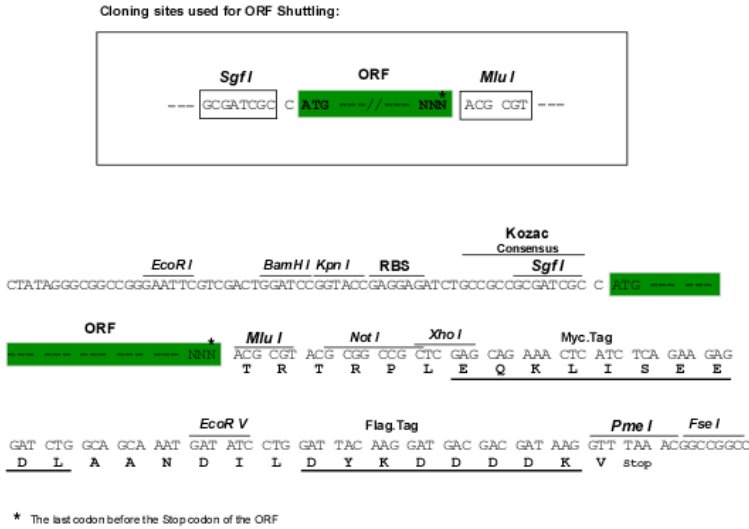 Cloning sites used for ORF Shuttling:
Sgf I ORF Mlu I
--- GCGATCGC C ATG ---//--- NNN* ACG CGT ---
Kozac
Consensus
EcoR I BamH I Kpn I RBS Sgf I
CTATAGGGCGGCCGGGAATTCGTCGACTGGATCCGGTACCGAGGAGATCTGCCGCCGCGATCGC C ATG --- ---
ORF Mlu I Not I Xho I Myc.Tag
--- --- --- --- --- NNN* ACG CGT ACG CGG CCG CTC GAG CAG AAA CTC ATC TCA GAA GAG
T R T R P L E Q K L I S E E
EcoR V Flag.Tag Pme I Fse I
GAT CTG GCA GCA AAT GAT ATC CTG GAT TAC AAG GAT GAC GAC GAT AAG GTT TAA ACGGCCGGCC
D L A A N D I L D Y K D D D D K V Stop
* The last codon before the Stop codon of the ORF